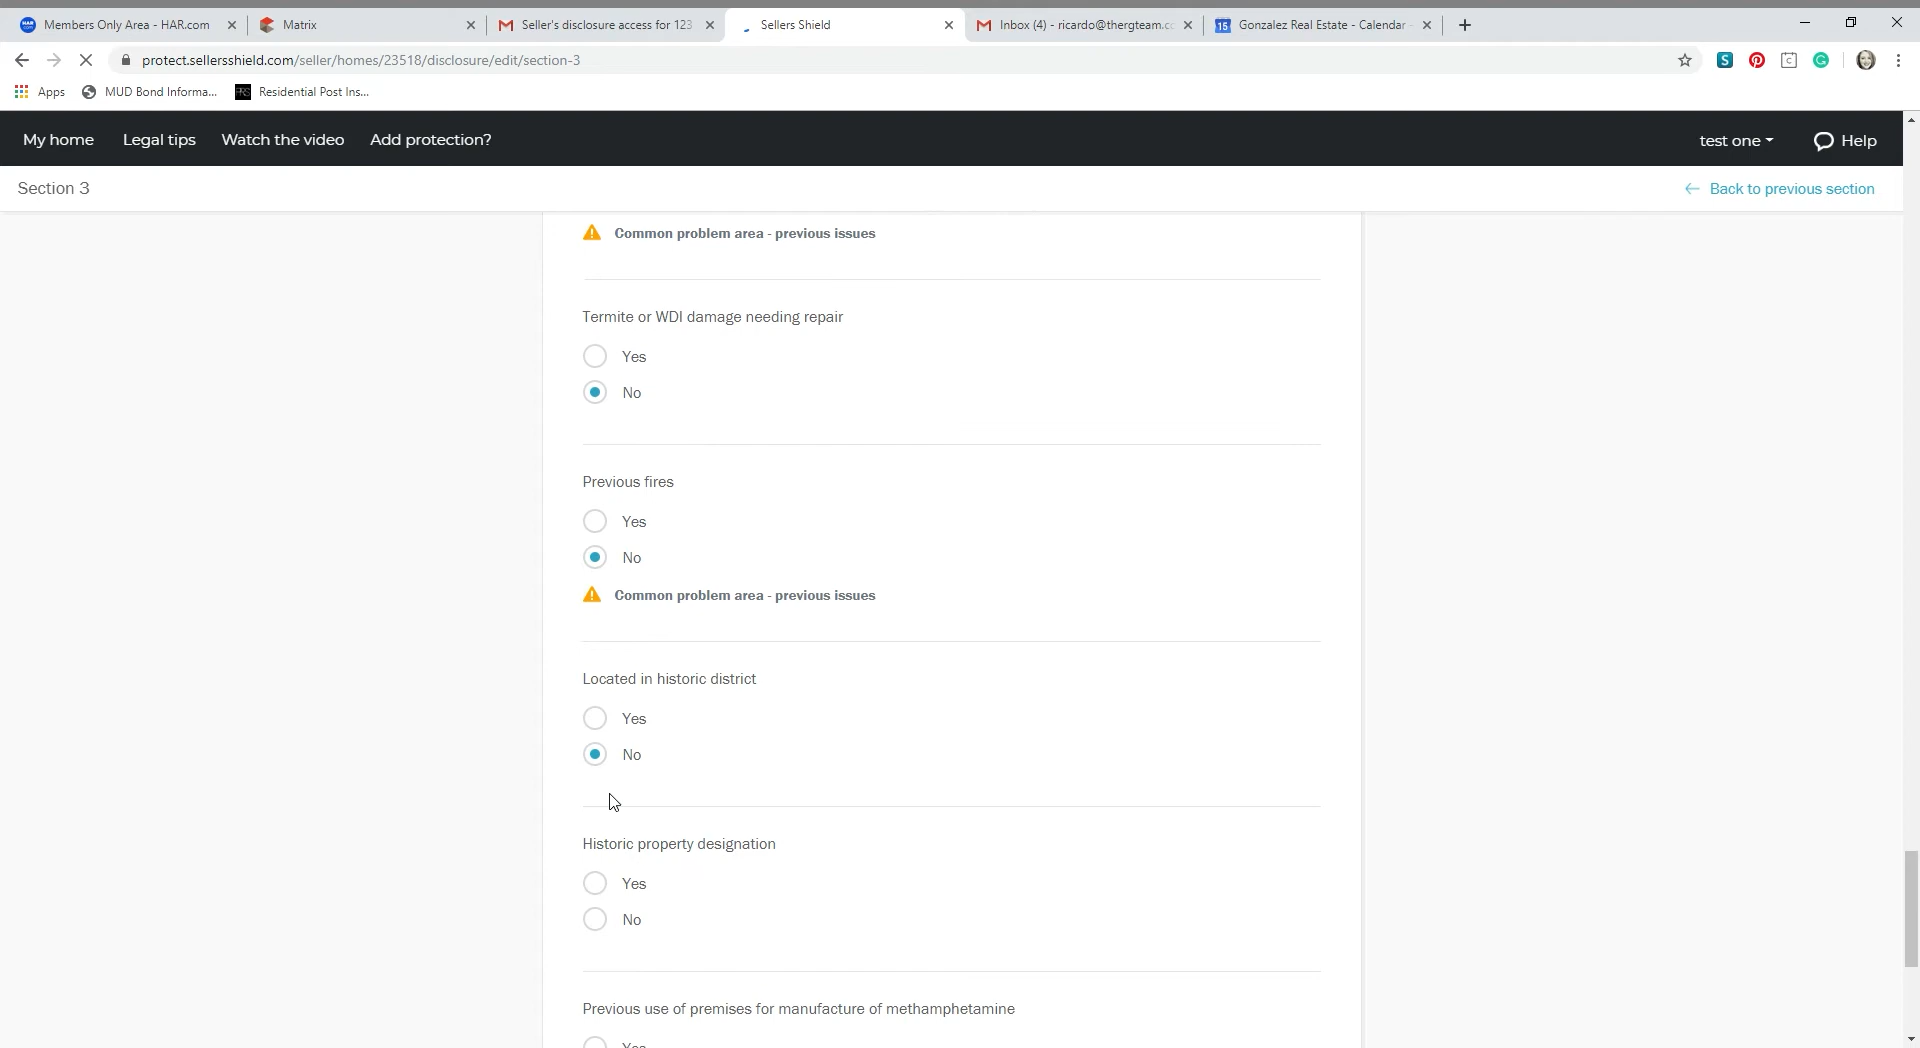 Members Only Area - HAR.com
Matrix
Seller's disclosure access for 123
Sellers Shield
Inbox (4) - ricardo@thergteam.cc
15 Gonzalez Real Estate - Calendar -
protect.sellersshield.com/seller/homes/23518/disclosure/edit/section-3
Apps
MUD Bond Informa...
Residential Post Ins...
My home
Legal tips
Watch the video
Add protection?
test one
Help
Section 3
Back to previous section
Common problem area - previous issues
Termite or WDI damage needing repair
Yes
No
Previous fires
Yes
No
Common problem area - previous issues
Located in historic district
Yes
No
Historic property designation
Yes
No
Previous use of premises for manufacture of methamphetamine
Yes